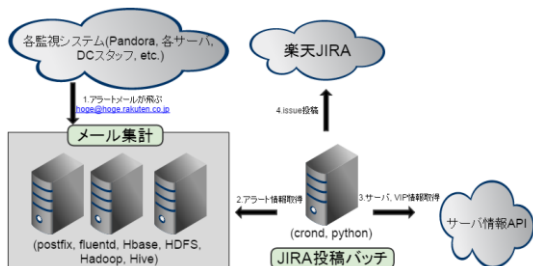 各監視システム(Pandora, 各サーバ,
DCスタッフ, etc.)
楽天JIRA
1.アラートメールが飛ぶ
hoge@hoge.rakuten.co.jp
4.issue投稿
メール集計
2.アラート情報取得
3.サーバ, VIP情報取得
サーバ情報API
(postfix, fluentd, Hbase, HDFS,
Hadoop, Hive)
(crond, python)
JIRA投稿バッチ